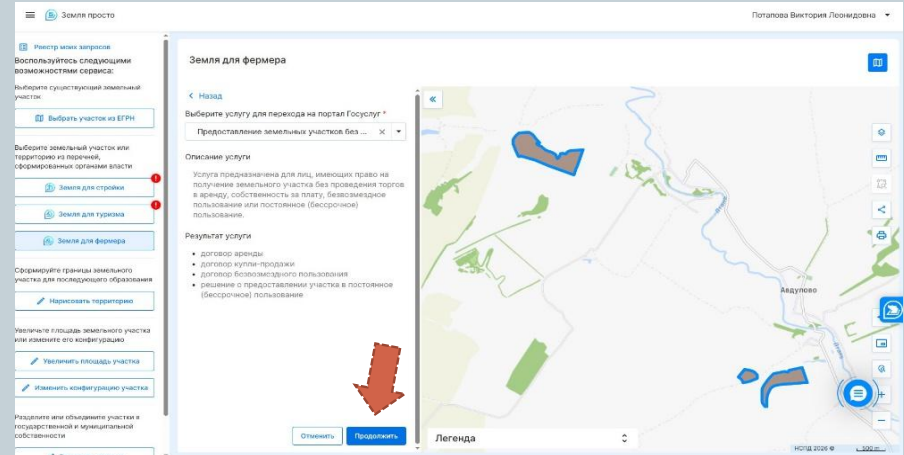 Земля просто
Потапова Виктория Леонидовна
Реестр моих запросов
Воспользуйтесь следующими
возможностями сервиса:
Выберите существующий земельный
участок
Выбрать участок из ЕГРН
Выберите земельный участок или
территорию из перечней,
сформированных органами власти
Земля для стройки
Земля для туризма
Земля для фермера
Сформируйте границы земельного
участка для последующего образования
Нарисовать территорию
Увеличьте площадь земельного участка
или измените его конфигурацию
Увеличить площадь участка
Изменить конфигурацию участка
Разделите или объедините участки в
государственной и муниципальной
собственности
Земля для фермера
Назад
Выберите услугу для перехода на портал Госуслуг *
Предоставление земельных участков без ...
Описание услуги
Услуга предназначена для лиц, имеющих право на
получение земельного участка без проведения торгов
в аренду, собственность за плату, безвозмездное
пользование или постоянное (бессрочное)
пользование.
Результат услуги
• договор аренды
• договор купли-продажи
• договор безвозмездного пользования
• решение о предоставлении участка в постоянное
(бессрочное) пользование
Отменить
Продолжить
Авдулово
Легенда
НСПД 2026 ©
500 m